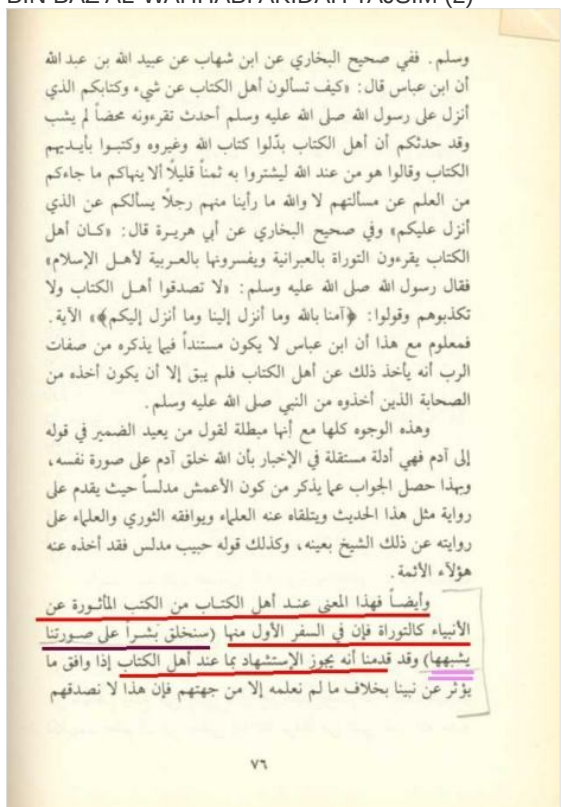 BIN BAZ AL-WAHHABI AKIDAH TAJSIM (2)
وسلم. ففي صحيح البخاري عن ابن شهاب عن عبيد الله بن عبد الله
أن ابن عباس قال: «كيف تسألون أهل الكتاب عن شيء وكتابكم الذي
أنزل على رسول الله صلى الله عليه وسلم أحدث تقرءونه محضاً لم يشب
وقد حدثكم أن أهل الكتاب بدّلوا كتاب الله وغيروه وكتبوا بأيديهم
الكتاب وقالوا هو من عند الله ليشتروا به ثمناً قليلاً ألا ينهاكم ما جاءكم
من العلم عن مسألتهم لا والله ما رأينا منهم رجلاً يسألكم عن الذي
أنزل عليكم» وفي صحيح البخاري عن أبي هريرة قال: «كان أهل
الكتاب يقرءون التوراة بالعبرانية ويفسرونها بالعربية لأهل الإسلام»
فقال رسول الله صلى الله عليه وسلم: «لا تصدقوا أهل الكتاب ولا
تكذبوهم وقولوا: ﴿آمنا بالله وما أنزل إلينا وما أنزل إليكم﴾» الآية.
فمعلوم مع هذا أن ابن عباس لا يكون مستنداً فيما يذكره من صفات
الرب أنه يأخذ ذلك عن أهل الكتاب فلم يبق إلا أن يكون أخذه من
الصحابة الذين أخذوه من النبي صلى الله عليه وسلم.
وهذه الوجوه كلها مع أنها مبطلة لقول من يعيد الضمير في قوله
إلى آدم فهي أدلة مستقلة في الإخبار بأن الله خلق آدم على صورة نفسه،
وبهذا حصل الجواب عما يذكر من كون الأعمش مدلساً حيث يقدم على
رواية مثل هذا الحديث ويتلقاه عنه العلماء ويوافقه الثوري والعلماء على
روايته عن ذلك الشيخ بعينه، وكذلك قوله حبيب مدلس فقد أخذه عنه
هؤلآء الأئمة.
وأيضاً فهذا المعنى عند أهل الكتاب من الكتب المأثورة عن
الأنبياء كالتوراة فإن في السفر الأول منها (سنخلق بشراً على صورتنا
يشبهها) وقد قدمنا أنه يجوز الإستشهاد بما عند أهل الكتاب إذا وافق ما
يؤثر عن نبينا بخلاف ما لم نعلمه إلا من جهتهم فإن هذا لا نصدقهم
٧٦